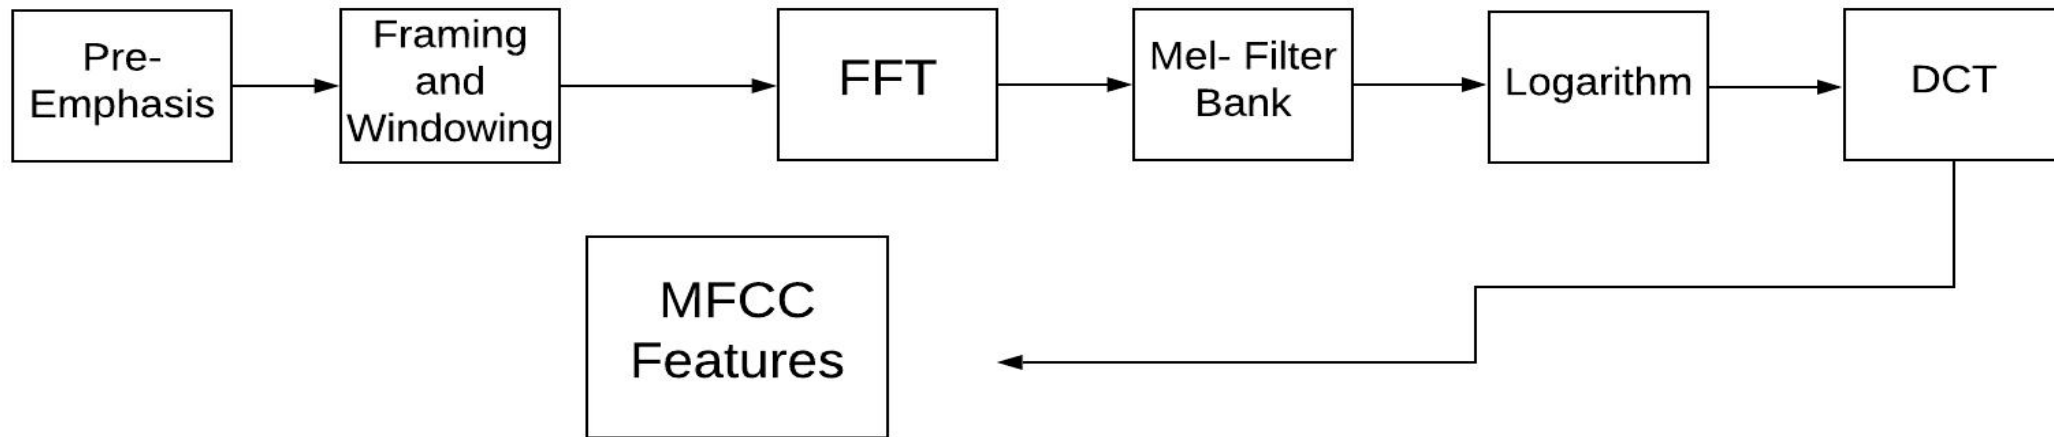 Pre-
Emphasis
Framing
and
Windowing
FFT
Mel- Filter
Bank
Logarithm
DCT
MFCC
Features